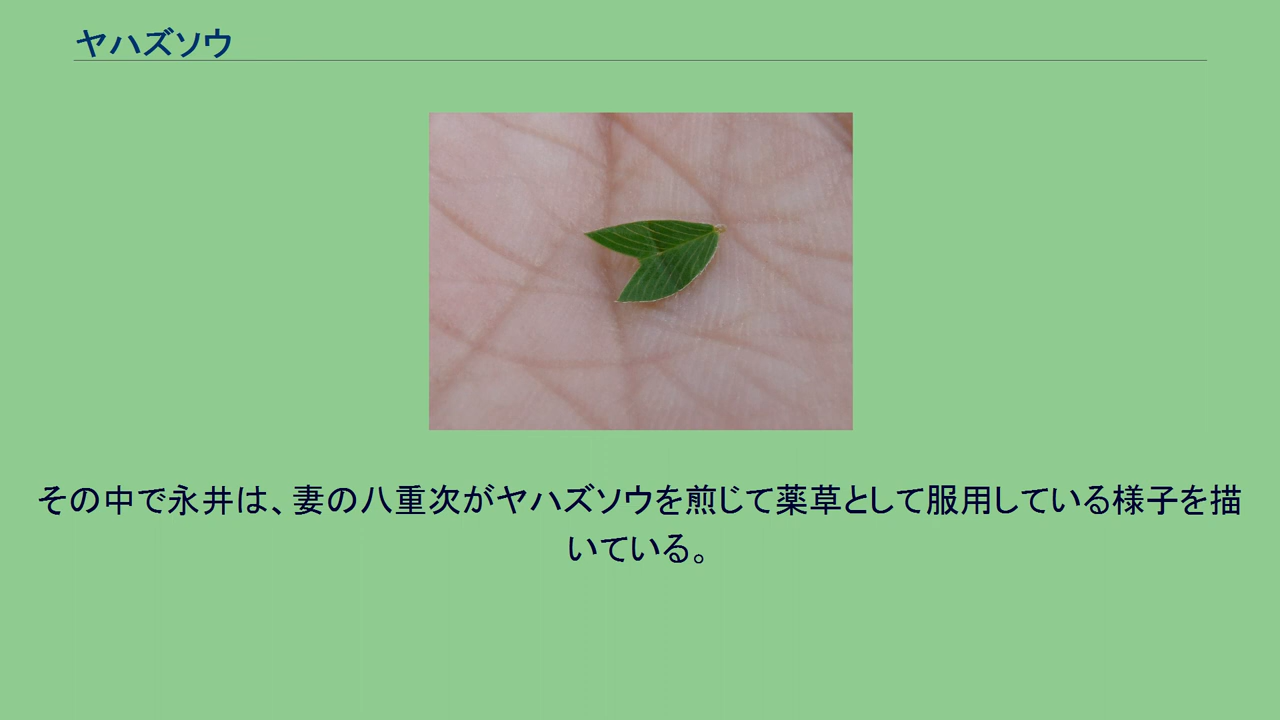 ヤハズソウ
その中で永井は、妻の八重次がヤハズソウを煎じて薬草として服用している様子を描
いている。